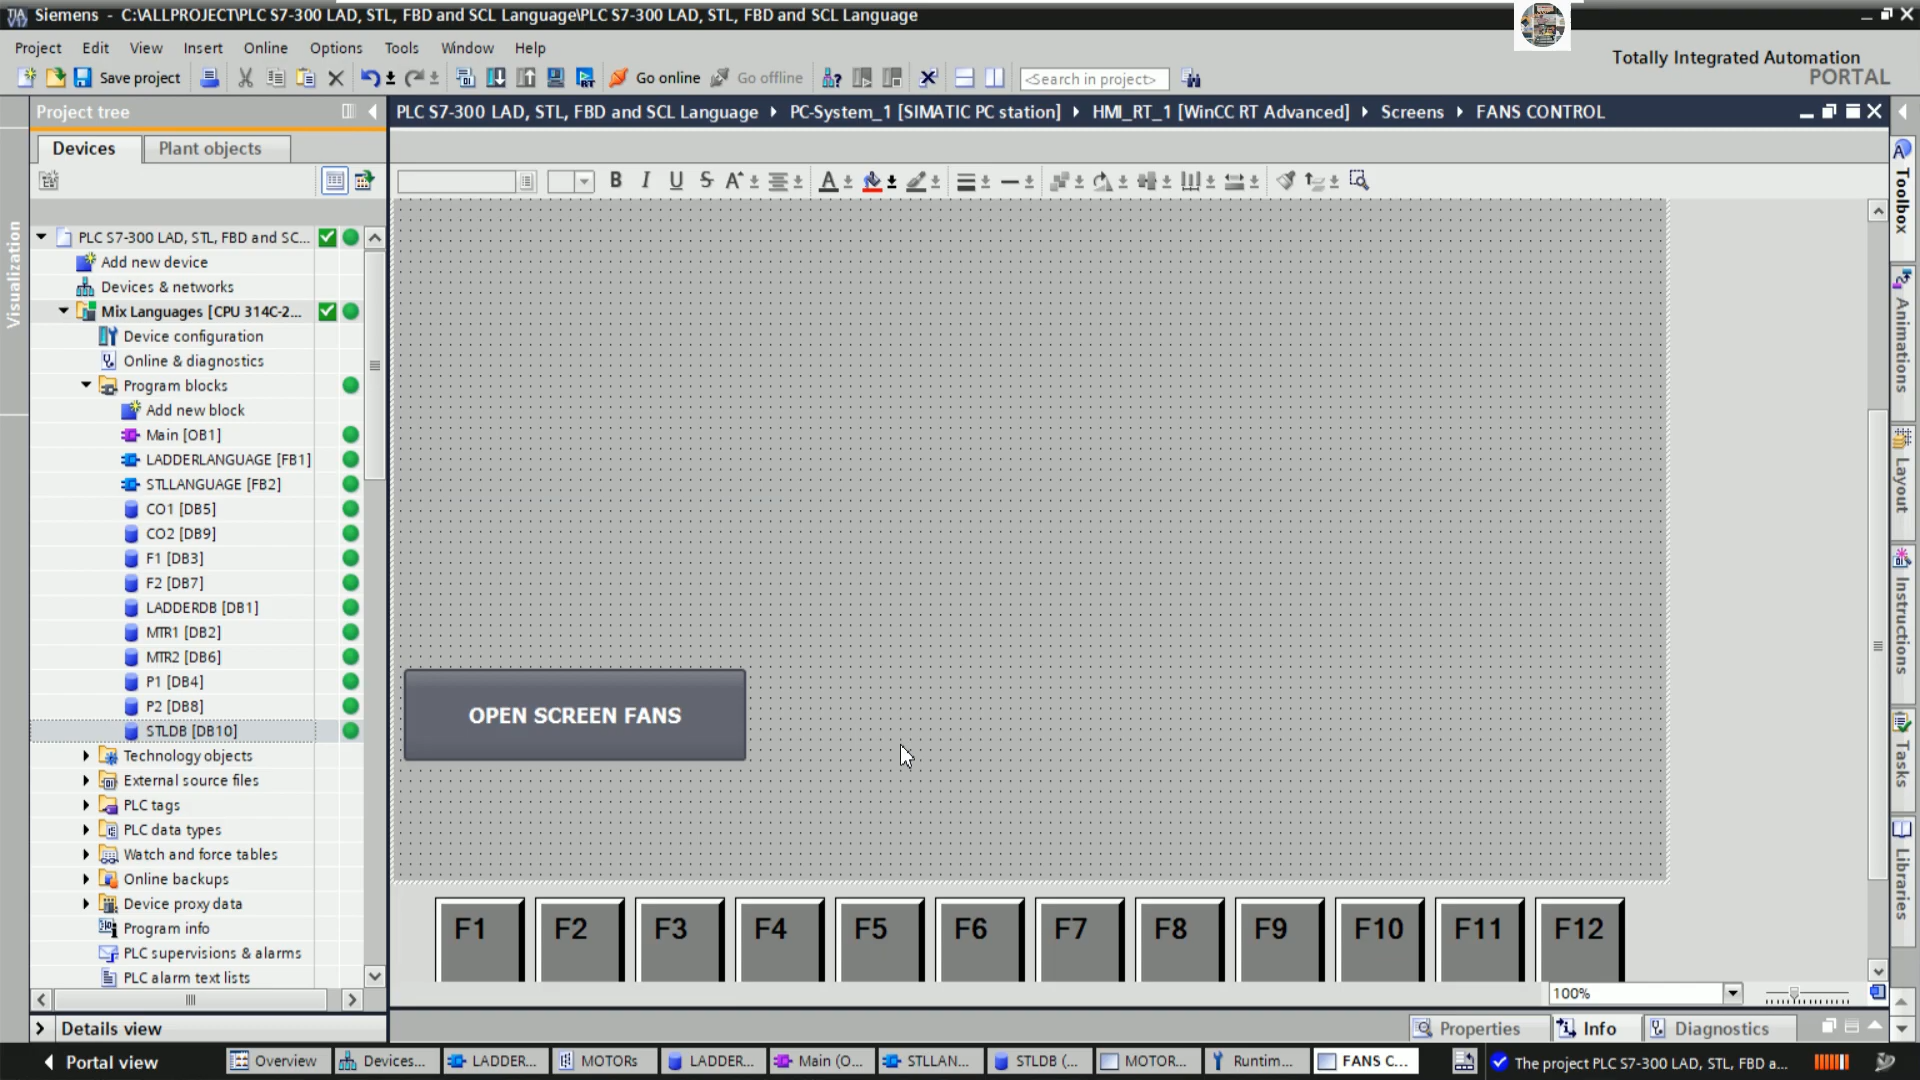 Siemens - C:\ALLPROJECT\PLC S7-300 LAD, STL, FBD and SCL Language\PLC S7-300 LAD, STL, FBD and SCL Language
Project Edit View Insert Online Options Tools Window Help
Totally Integrated Automation
PORTAL
Save project
Go online
Go offline
<Search in project>
Project tree
PLC S7-300 LAD, STL, FBD and SCL Language
PC-System_1 [SIMATIC PC station]
HMI_RT_1 [WinCC RT Advanced]
Screens
FANS CONTROL
Devices
Plant objects
Visualization
PLC S7-300 LAD, STL, FBD and SC...
Add new device
Devices & networks
Mix Languages [CPU 314C-2...
Device configuration
Online & diagnostics
Program blocks
Add new block
Main [OB1]
LADDERLANGUAGE [FB1]
STLLANGUAGE [FB2]
CO1 [DB5]
CO2 [DB9]
F1 [DB3]
F2 [DB7]
LADDERDB [DB1]
MTR1 [DB2]
MTR2 [DB6]
P1 [DB4]
P2 [DB8]
STLDB [DB10]
Technology objects
External source files
PLC tags
PLC data types
Watch and force tables
Online backups
Device proxy data
Program info
PLC supervisions & alarms
PLC alarm text lists
Details view
OPEN SCREEN FANS
F1 F2 F3 F4 F5 F6 F7 F8 F9 F10 F11 F12
100%
Toolbox
Animations
Layout
Instructions
Tasks
Libraries
Properties
Info
Diagnostics
Portal view
Overview
Devices...
LADDER...
MOTORs
LADDER...
Main (O...
STLLAN...
STLDB (...
MOTOR...
Runtim...
FANS C...
The project PLC S7-300 LAD, STL, FBD a...